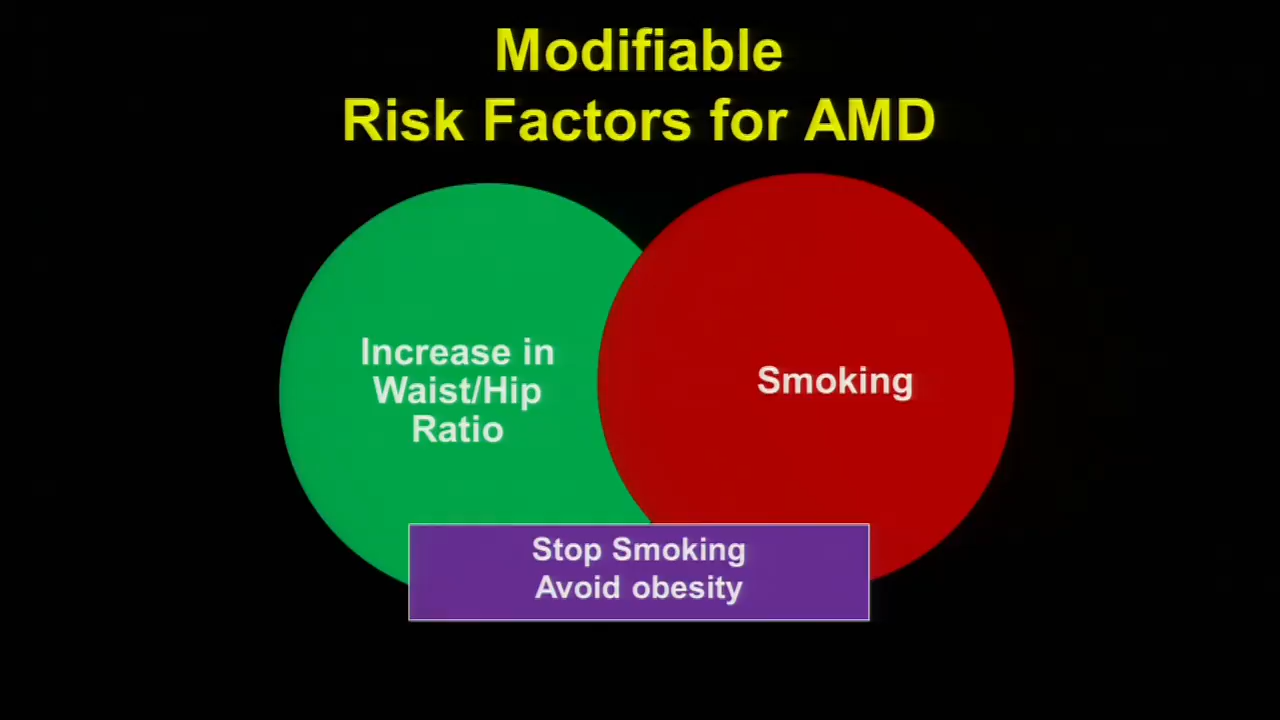 Modifiable
Risk Factors for AMD
Increase in
Waist/Hip
Ratio
Smoking
Stop Smoking
Avoid obesity